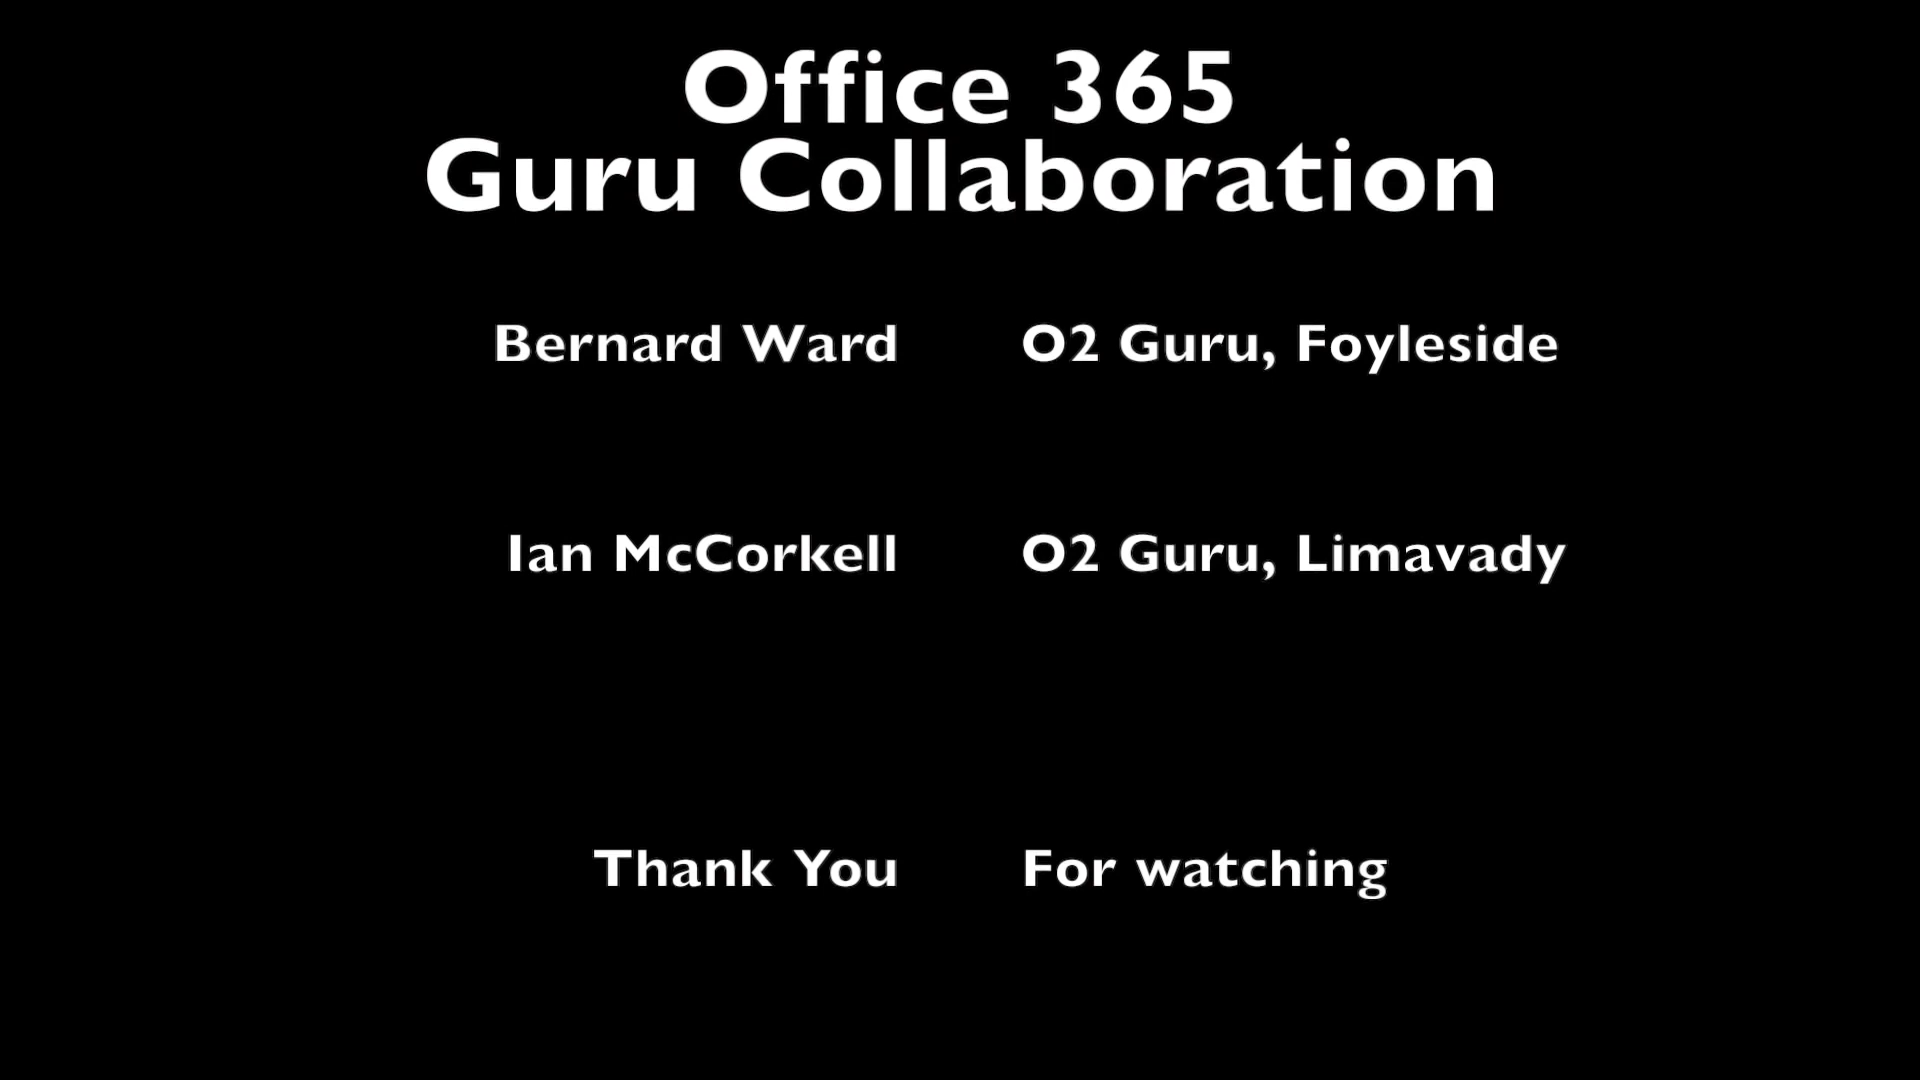 Office 365
Guru Collaboration
Bernard Ward O2 Guru, Foyleside
Ian McCorkell O2 Guru, Limavady
Thank You For watching